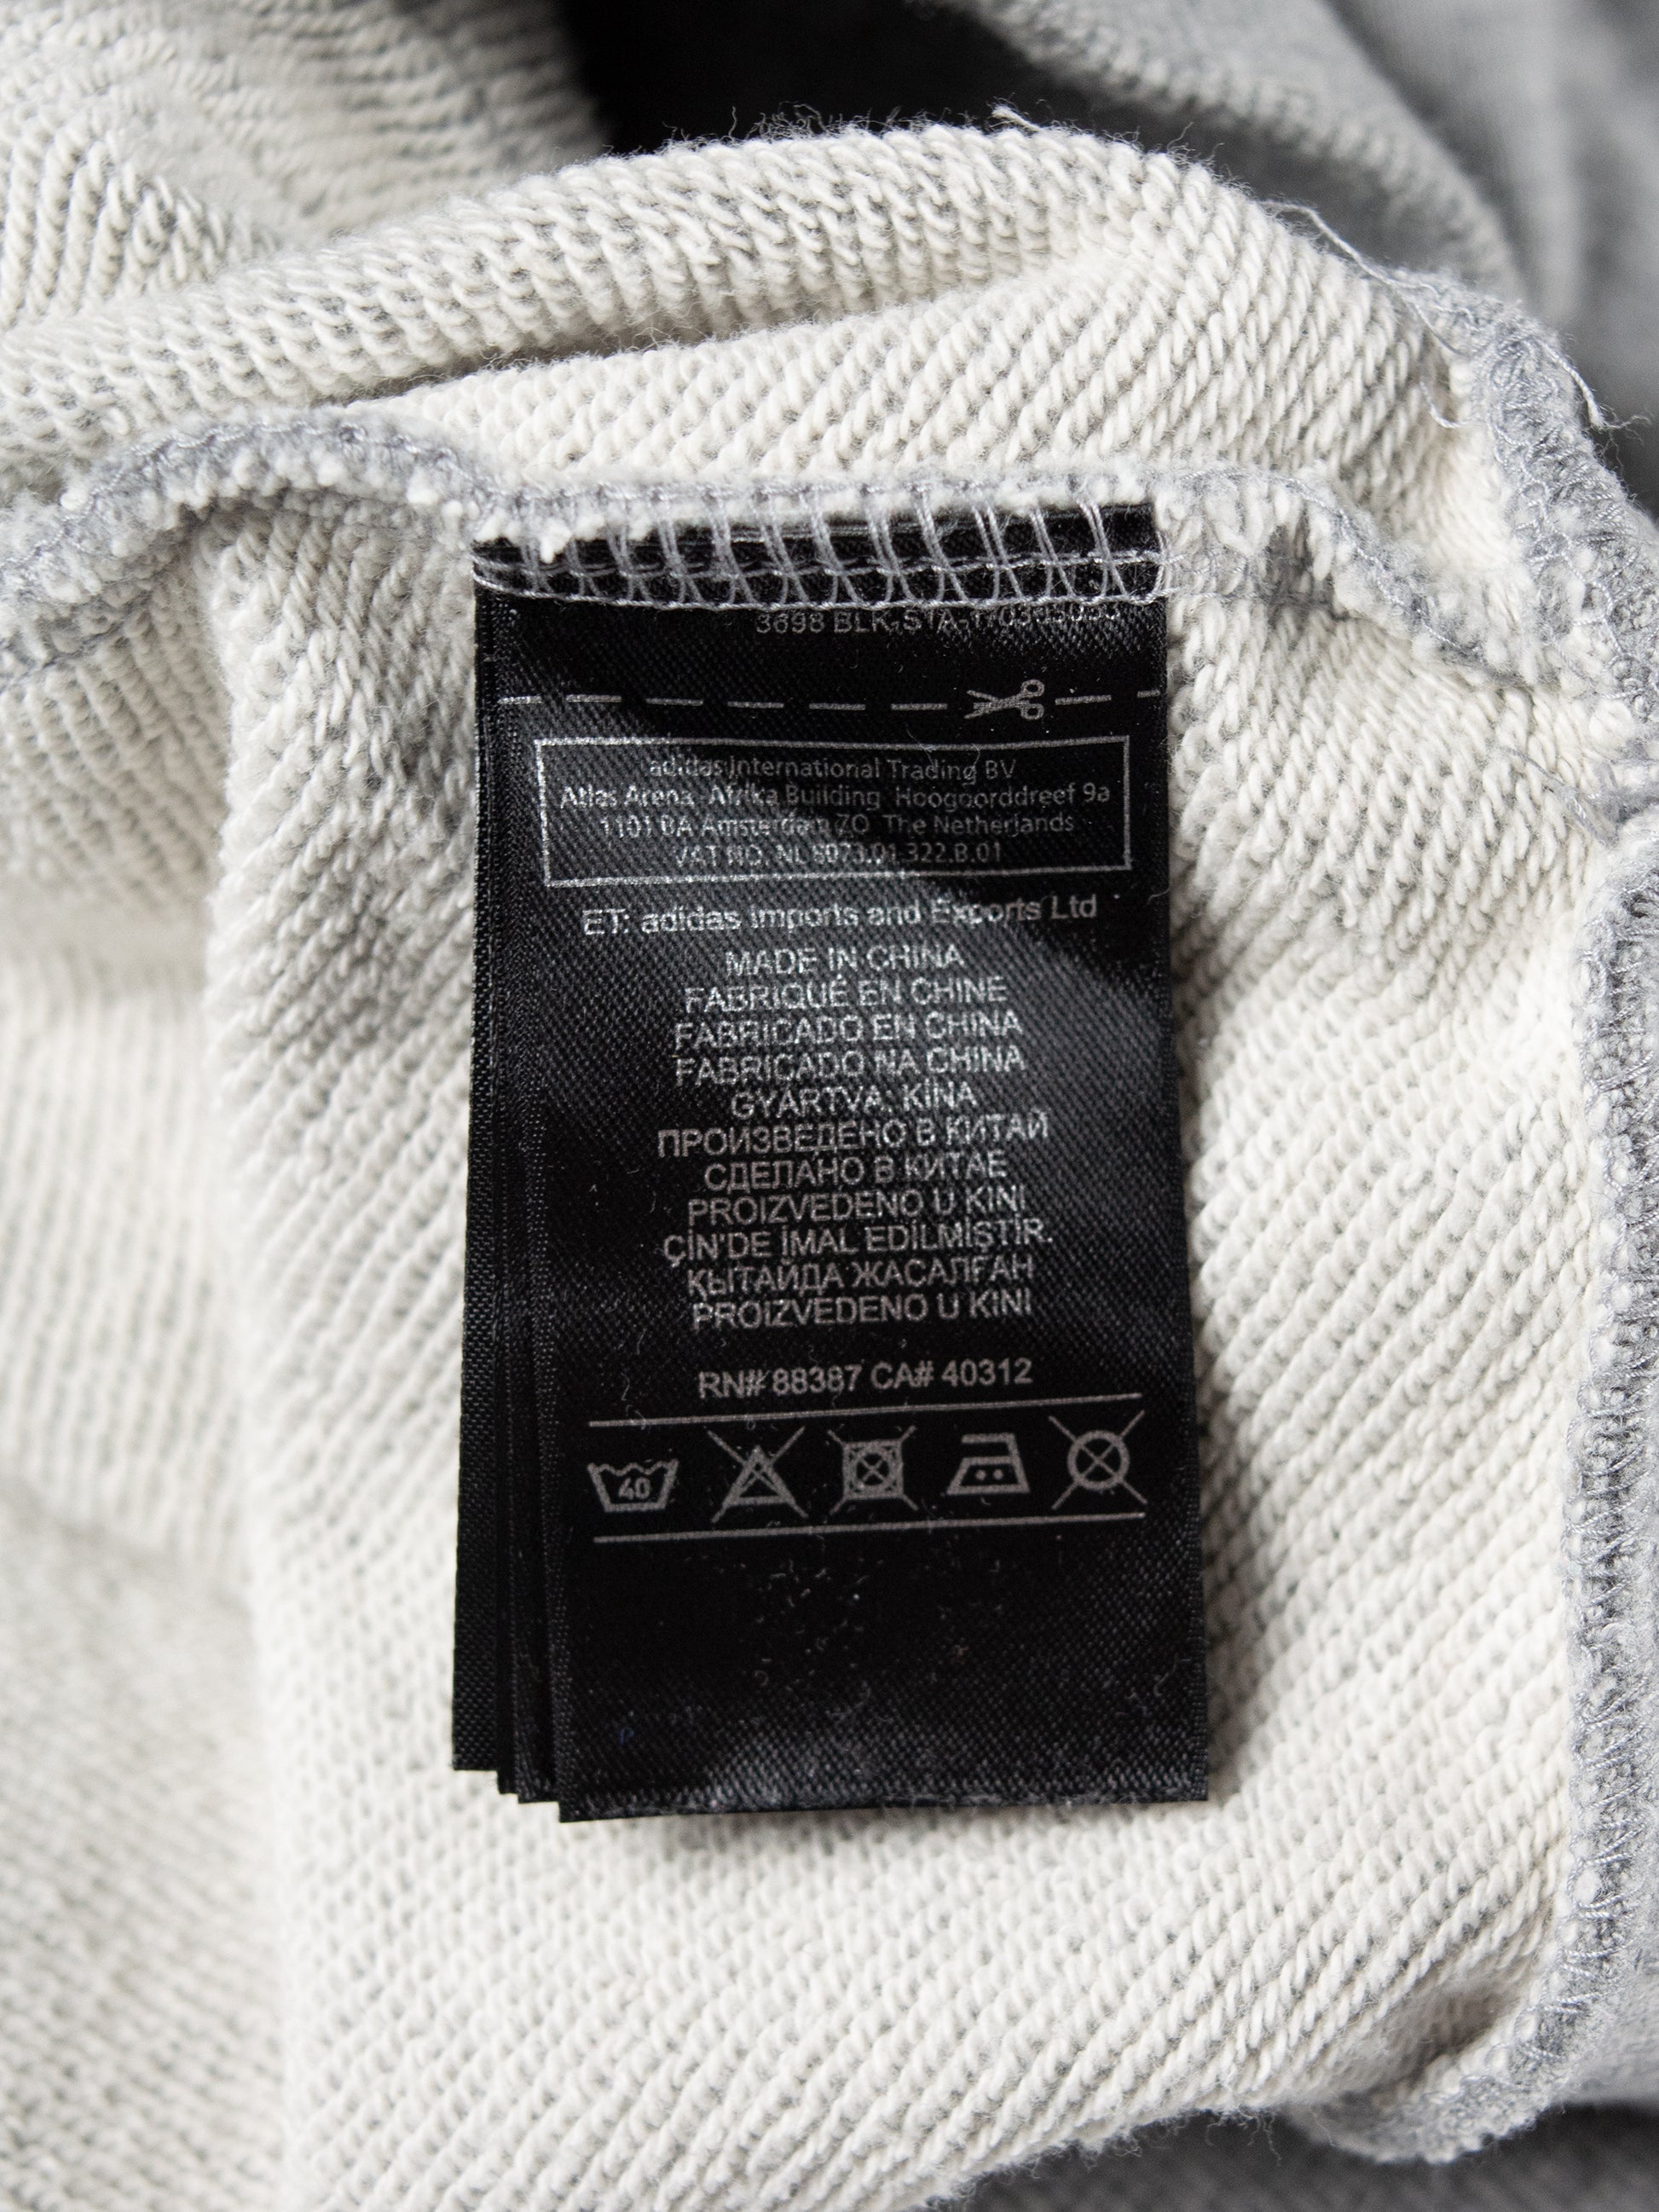 3698 BLK-STA-
adidas International Trading BV
Atlas Arena -Afrika Building Hoogoorddreef 9a
1101 BA Amsterdam ZO The Netherlands
VAT NO. NL 8073.01.322.B.01
ET: adidas Imports and Exports Ltd
MADE IN CHINA
FABRIQUÉ EN CHINE
FABRICADO EN CHINA
FABRICADO NA CHINA
GYÁRTVA: KÍNA
ПРОИЗВЕДЕНО В КИТАЙ
СДЕЛАНО В КИТАЕ
PROIZVEDENO U KINI
ÇİN'DE İMAL EDİLMİŞTİR.
ҚЫТАЙДА ЖАСАЛҒАН
PROIZVEDENO U KINI
RN# 88387 CA# 40312
40